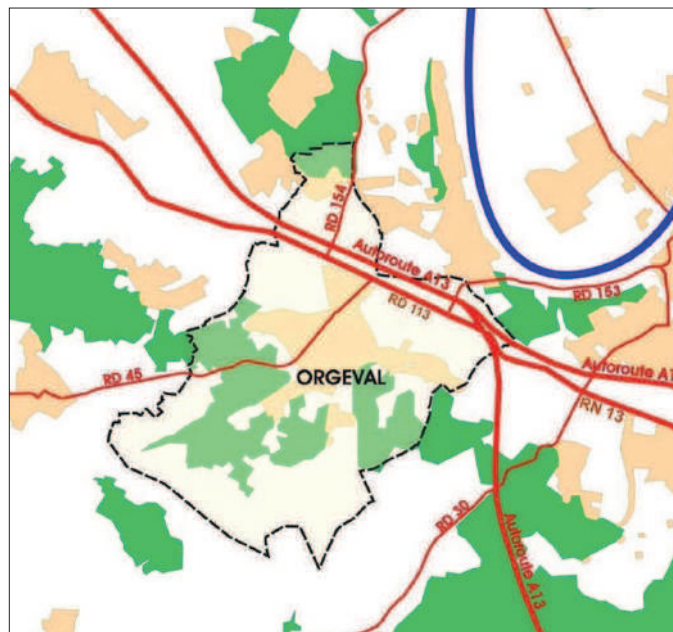 RD 154
Autoroute A13
RD 113
RD 153
RD 45
ORGEVAL
Autoroute A1
RN 13
RD 30
Autoroute A13